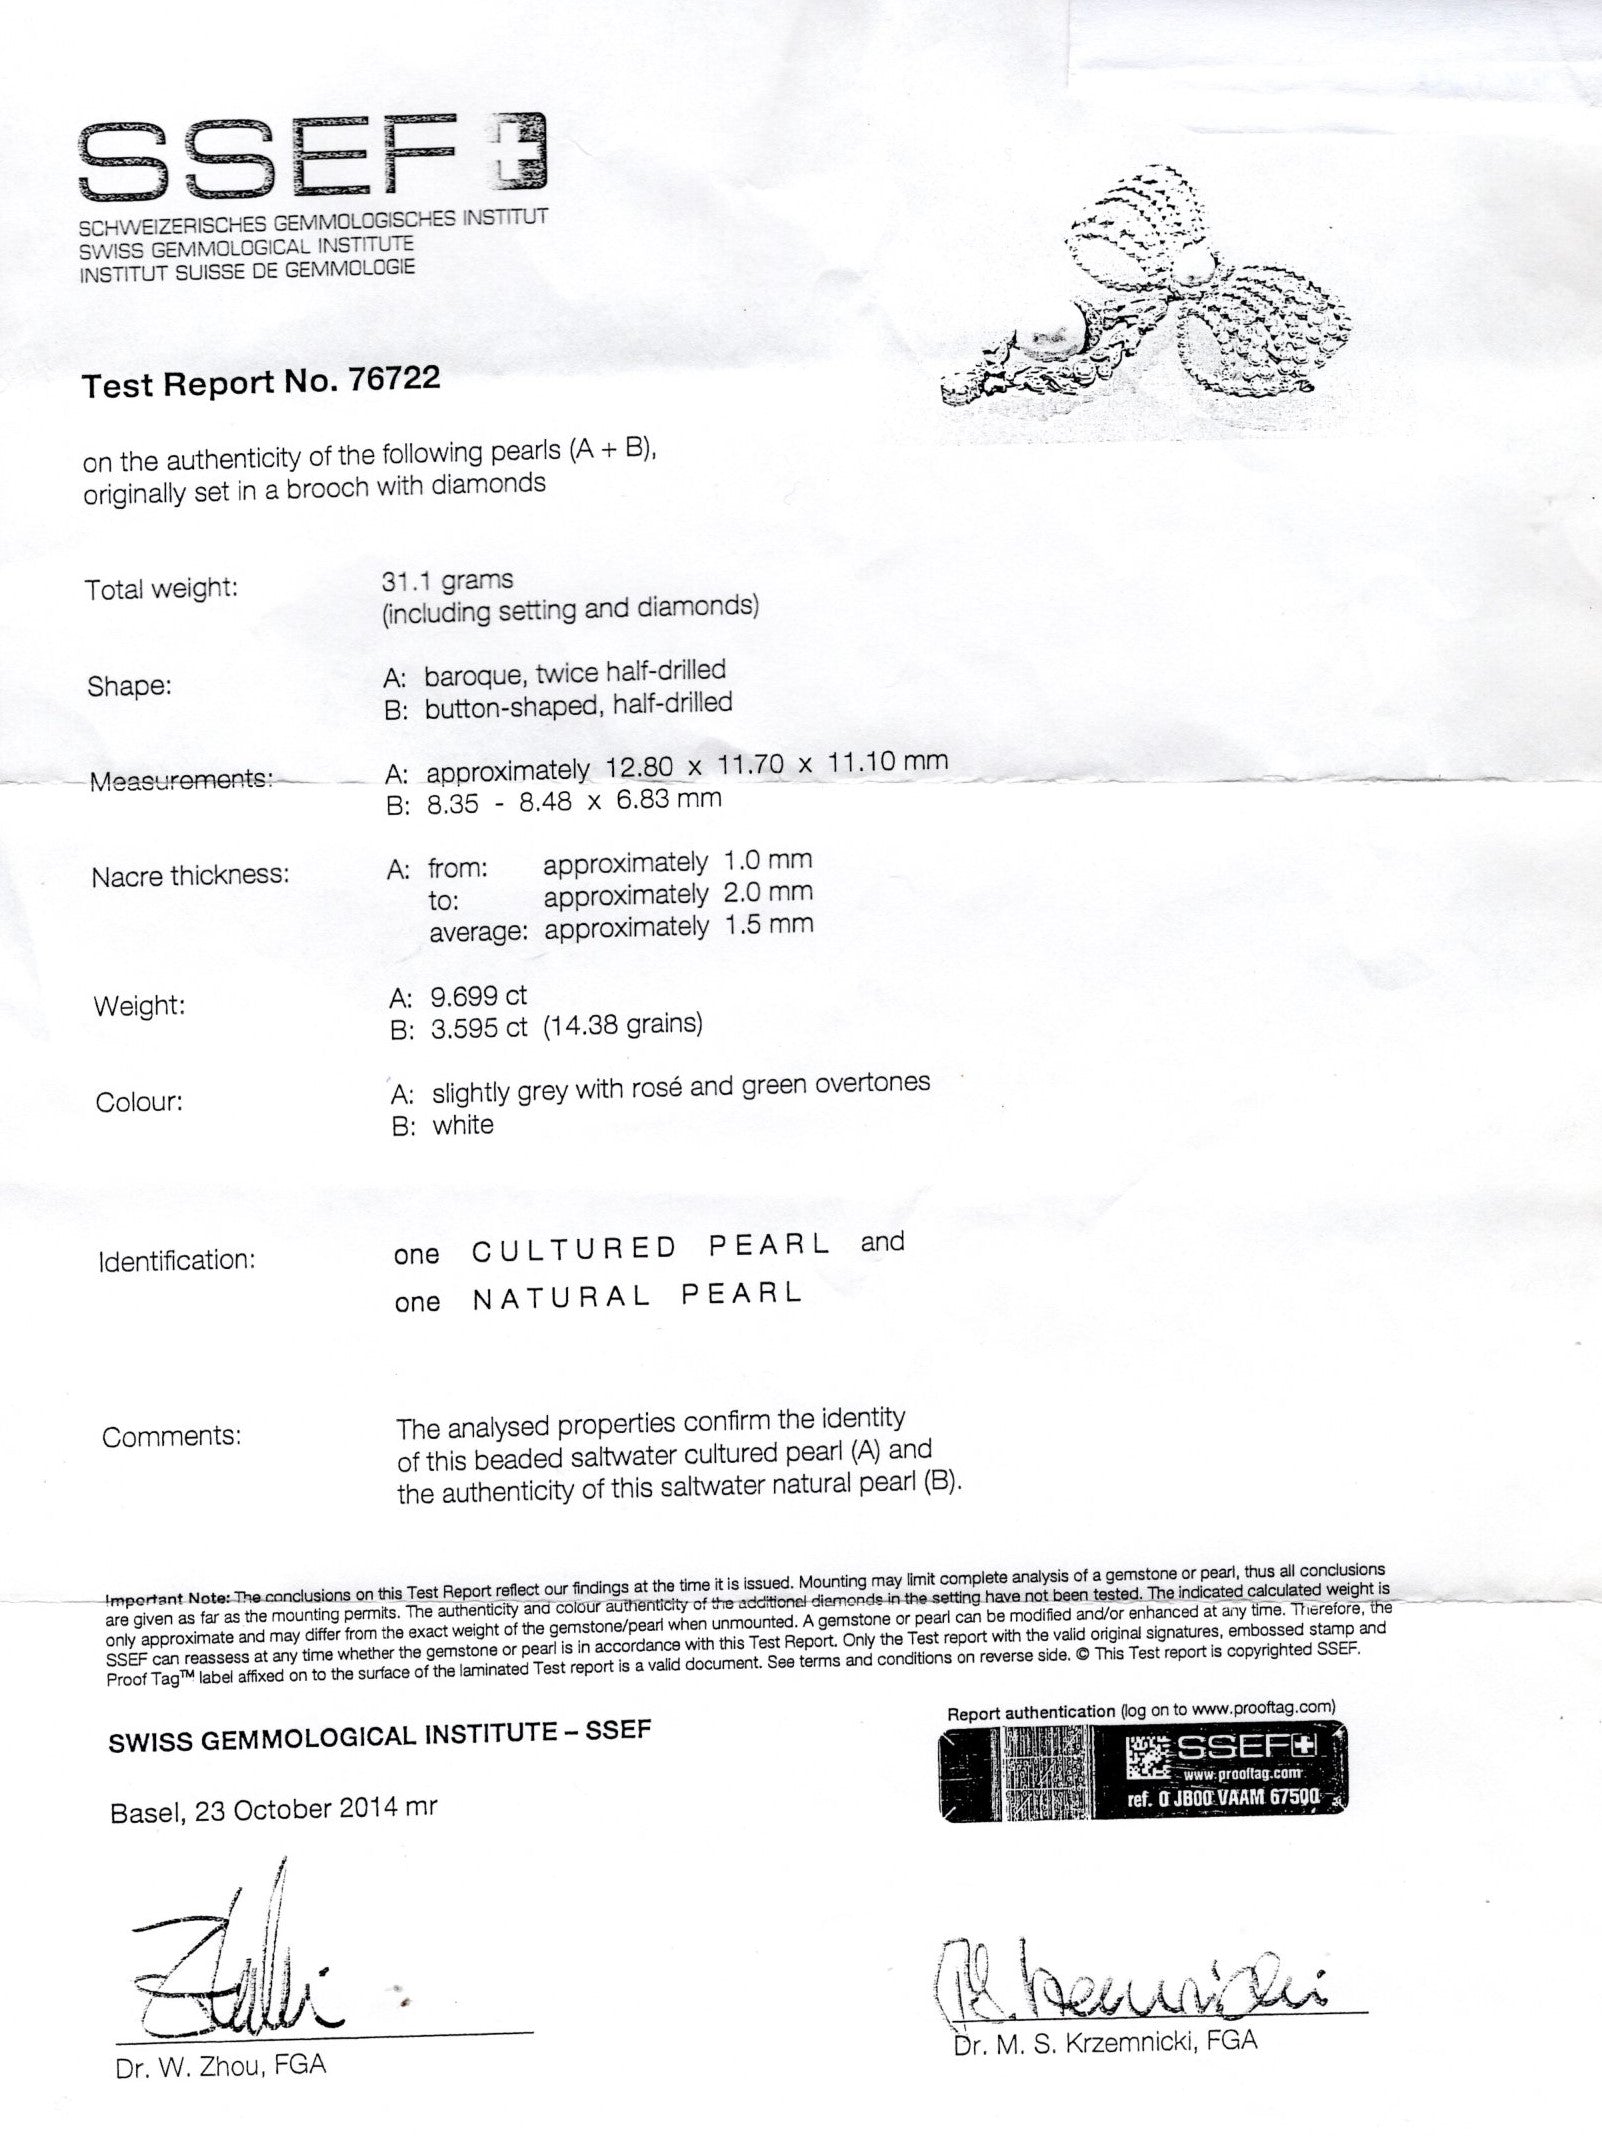 SSEF
SCHWEIZERISCHES GEMMOLOGISCHES INSTITUT
SWISS GEMMOLOGICAL INSTITUTE
INSTITUT SUISSE DE GEMMOLOGIE
Test Report No. 76722
on the authenticity of the following pearls (A + B),
originally set in a brooch with diamonds
Total weight: 31.1 grams
(including setting and diamonds)
Shape: A: baroque, twice half-drilled
B: button-shaped, half-drilled
Measurements: A: approximately 12.80 x 11.70 x 11.10 mm
B: 8.35 - 8.48 x 6.83 mm
Nacre thickness: A: from: approximately 1.0 mm
to: approximately 2.0 mm
average: approximately 1.5 mm
Weight: A: 9.699 ct
B: 3.595 ct (14.38 grains)
Colour: A: slightly grey with rosé and green overtones
B: white
Identification: one CULTURED PEARL and
one NATURAL PEARL
Comments: The analysed properties confirm the identity
of this beaded saltwater cultured pearl (A) and
the authenticity of this saltwater natural pearl (B).
Important Note: The conclusions on this Test Report reflect our findings at the time it is issued. Mounting may limit complete analysis of a gemstone or pearl, thus all conclusions
are given as far as the mounting permits. The authenticity and colour authenticity of the additional diamonds in the setting have not been tested. The indicated calculated weight is
only approximate and may differ from the exact weight of the gemstone/pearl when unmounted. A gemstone or pearl can be modified and/or enhanced at any time. Therefore, the
SSEF can reassess at any time whether the gemstone or pearl is in accordance with this Test Report. Only the Test report with the valid original signatures, embossed stamp and
Proof Tag™ label affixed on to the surface of the laminated Test report is a valid document. See terms and conditions on reverse side. © This Test report is copyrighted SSEF.
Report authentication (log on to www.prooftag.com)
SWISS GEMMOLOGICAL INSTITUTE – SSEF
SSEF
www.prooftag.com
ref. 0 JB00 VAAM 67500
Basel, 23 October 2014 mr
Dr. W. Zhou, FGA
Dr. M. S. Krzemnicki, FGA